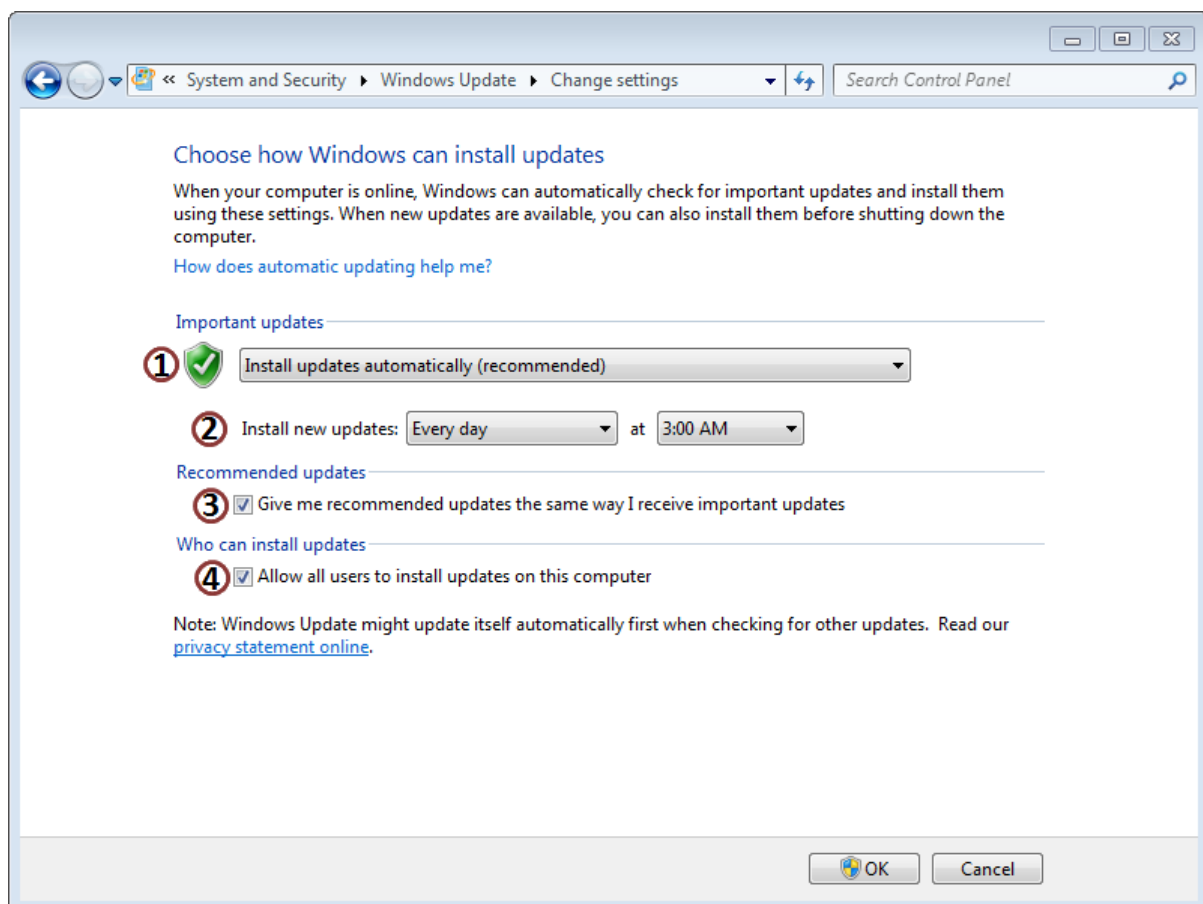 « System and Security ▸ Windows Update ▸ Change settings Search Control Panel
Choose how Windows can install updates
When your computer is online, Windows can automatically check for important updates and install them
using these settings. When new updates are available, you can also install them before shutting down the
computer.
How does automatic updating help me?
Important updates
1 Install updates automatically (recommended)
2 Install new updates: Every day at 3:00 AM
Recommended updates
3 Give me recommended updates the same way I receive important updates
Who can install updates
4 Allow all users to install updates on this computer
Note: Windows Update might update itself automatically first when checking for other updates.  Read our
privacy statement online.
OK Cancel